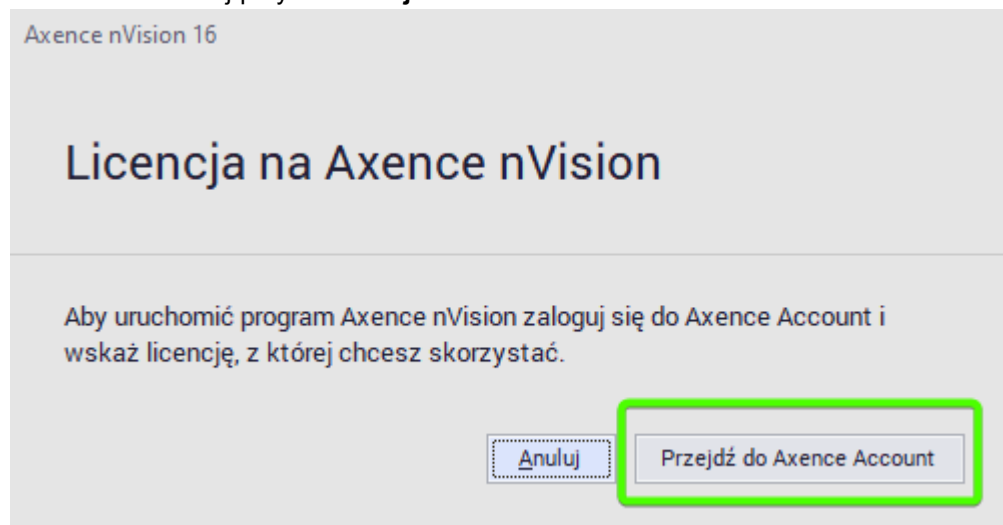 Axence nVision 16
Licencja na Axence nVision
Aby uruchomić program Axence nVision zaloguj się do Axence Account i
wskaż licencję, z której chcesz skorzystać.
Anuluj
Przejdź do Axence Account